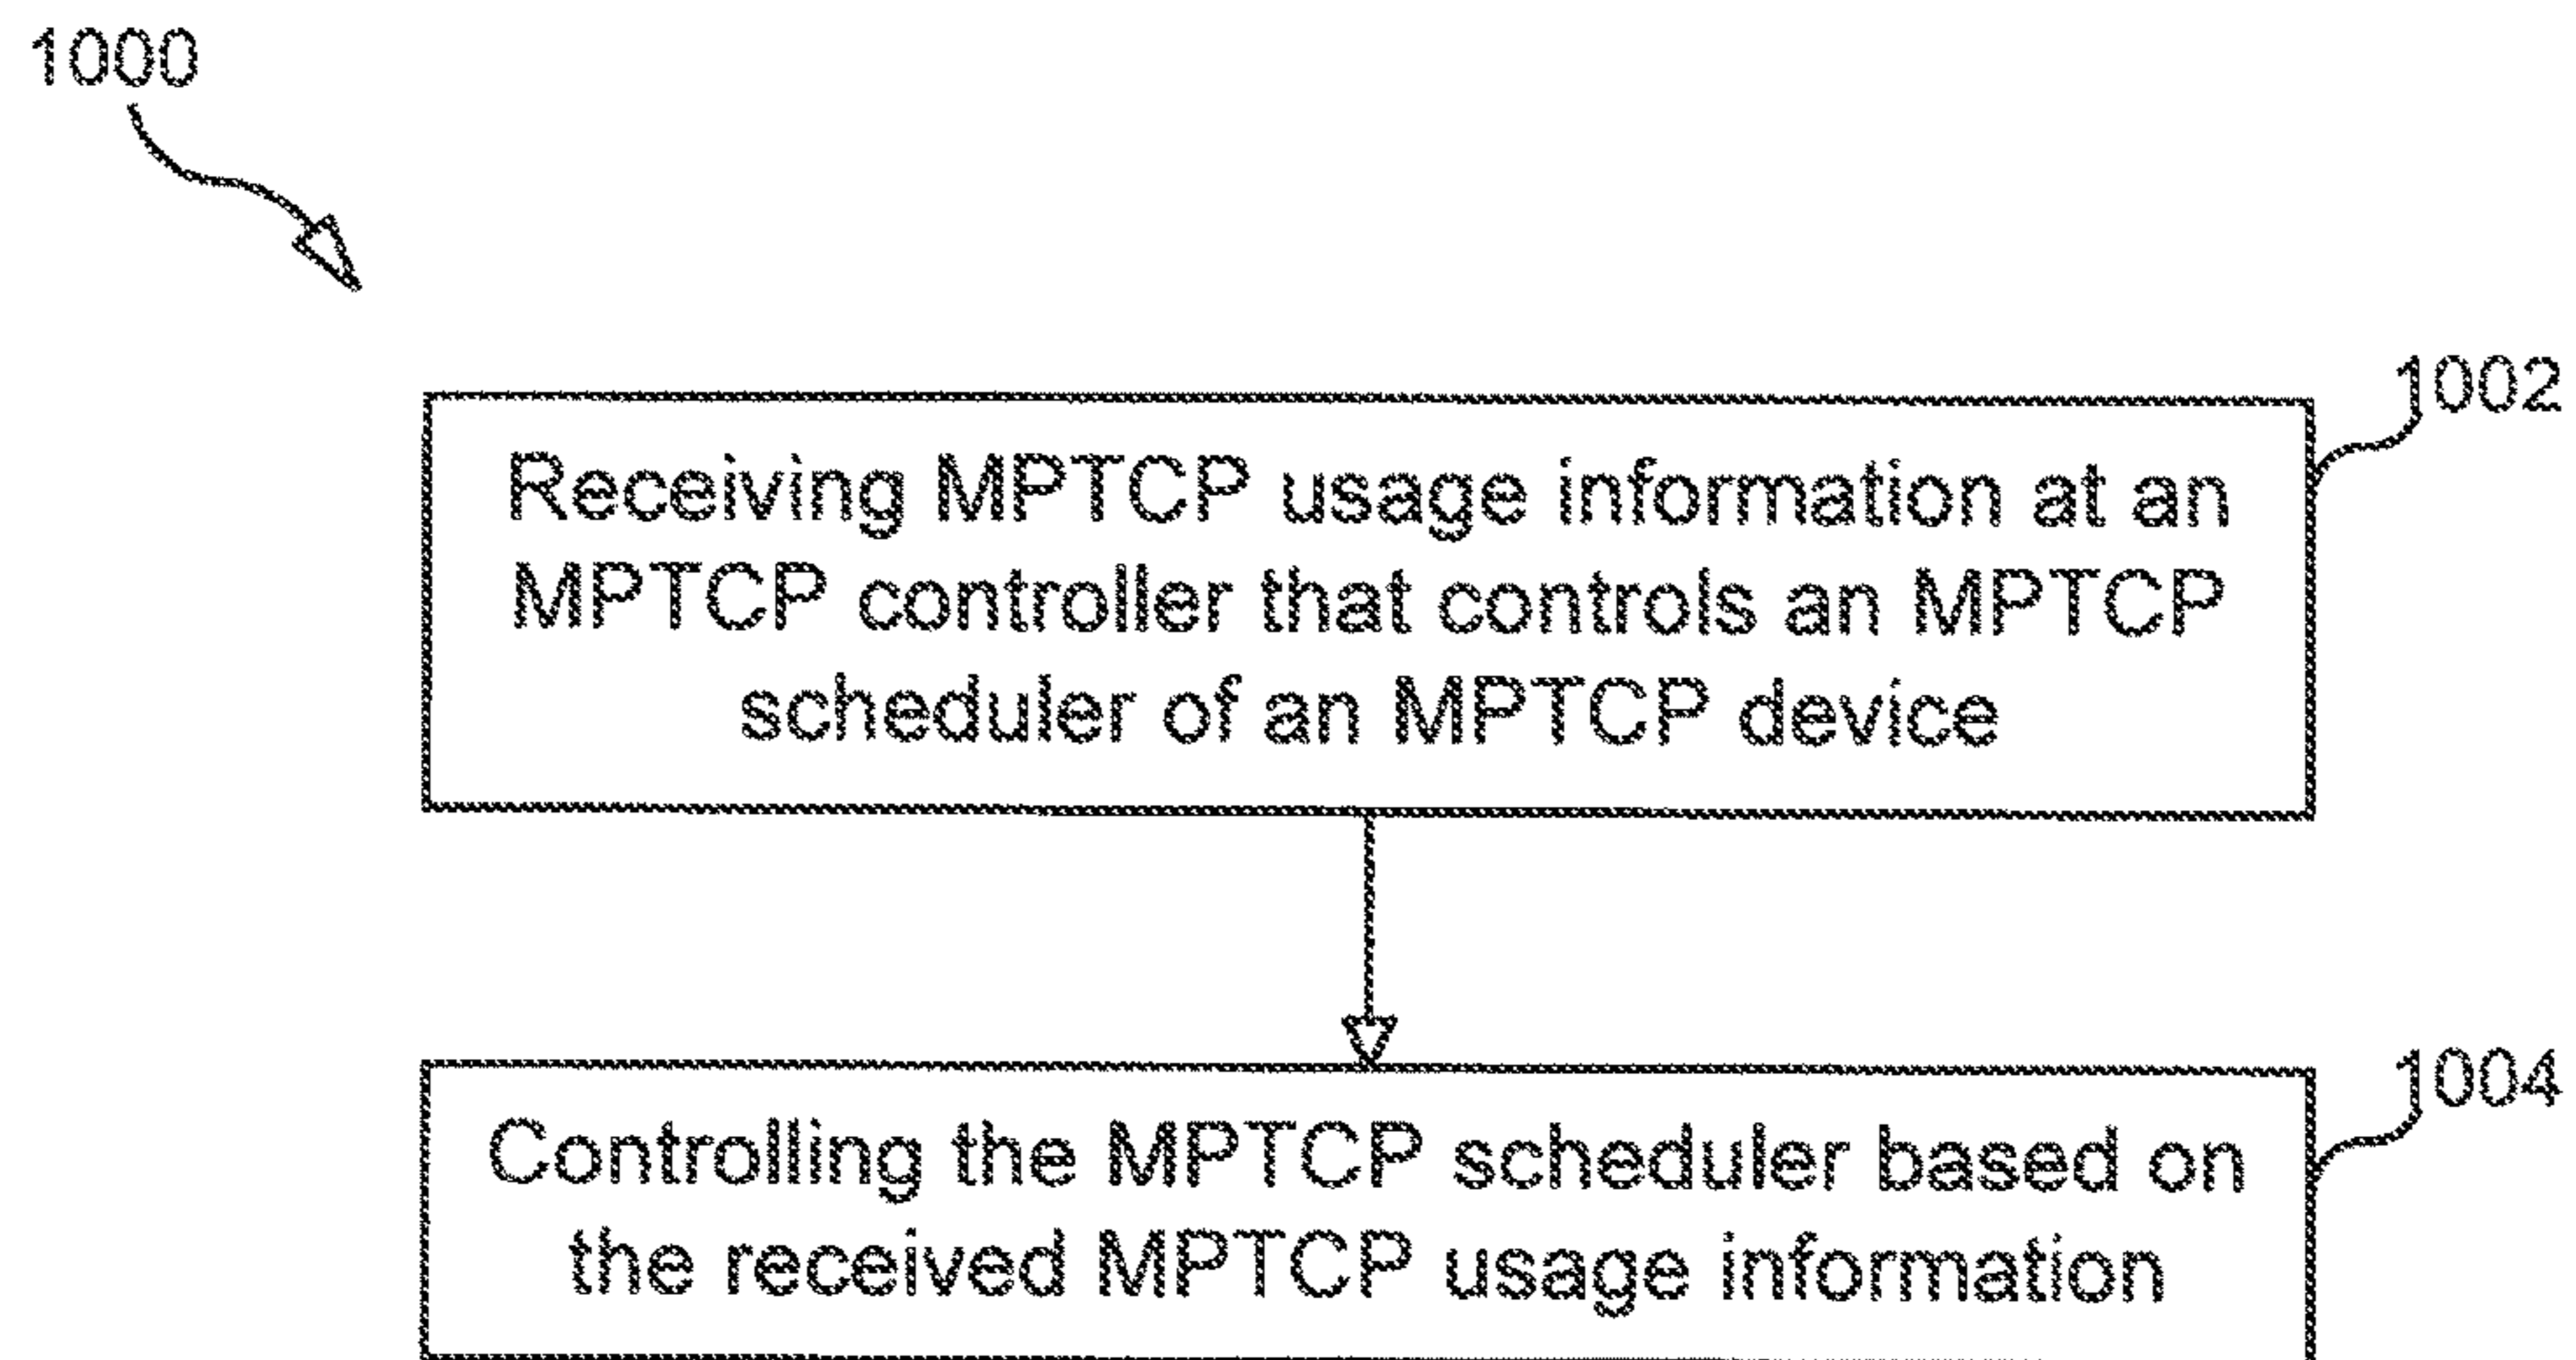 1000
1002
Receiving MPTCP usage information at an
MPTCP controller that controls an MPTCP
scheduler of an MPTCP device
1004
Controlling the MPTCP scheduler based on
the received MPTCP usage information